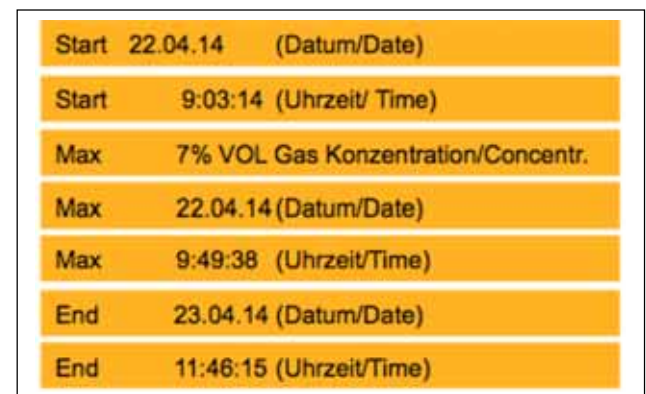 Start 22.04.14 (Datum/Date)
Start 9:03:14 (Uhrzeit/ Time)
Max 7% VOL Gas Konzentration/Concentr.
Max 22.04.14 (Datum/Date)
Max 9:49:38 (Uhrzeit/Time)
End 23.04.14 (Datum/Date)
End 11:46:15 (Uhrzeit/Time)